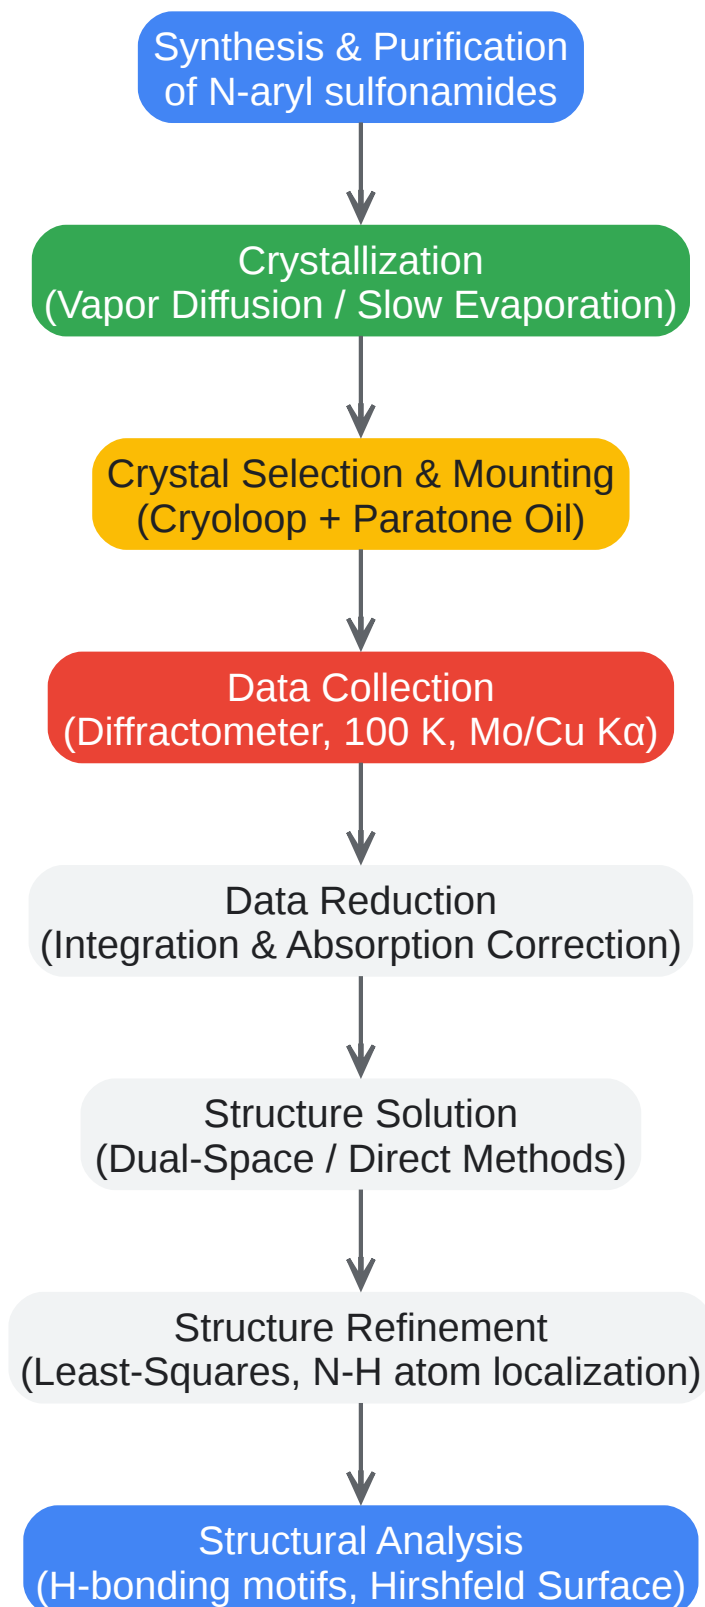 Synthesis & Purification
of N-aryl sulfonamides
Crystallization
(Vapor Diffusion / Slow Evaporation)
Crystal Selection & Mounting
(Cryoloop + Paratone Oil)
Data Collection
(Diffractometer, 100 K, Mo/Cu Kα)
Data Reduction
(Integration & Absorption Correction)
Structure Solution
(Dual-Space / Direct Methods)
Structure Refinement
(Least-Squares, N-H atom localization)
Structural Analysis
(H-bonding motifs, Hirshfeld Surface)